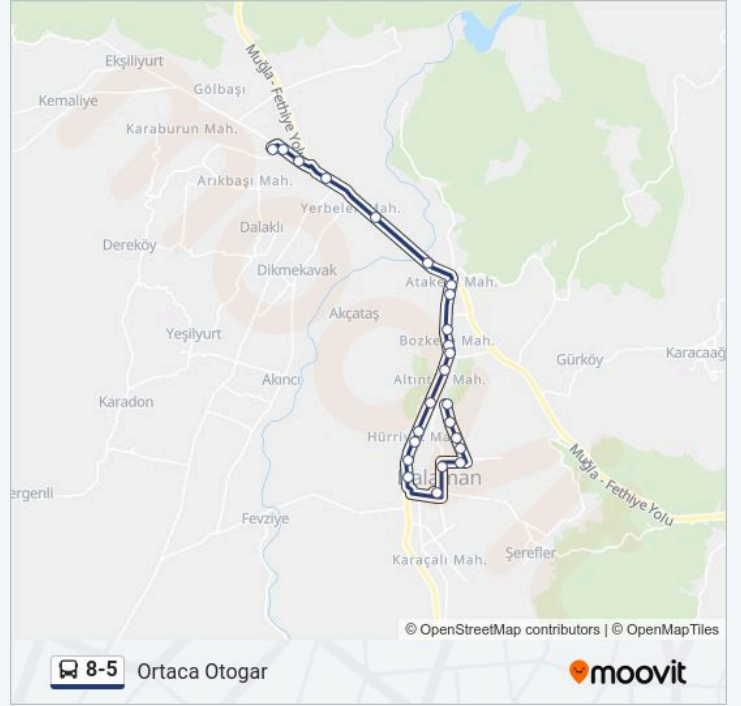 Ekşiliyurt
Muğla - Fethiye Yolu
Gölbaşı
Kemaliye
Karaburun Mah.
Arıkbaşı Mah.
Yerbelen Mah.
Dalaklı
Dereköy
Dikmekavak
Atakent Mah.
Akçataş
Yeşilyurt
Bozkent Mah.
Gürköy
Karacaağ
Akıncı
Altıntaş Mah.
Karadon
Hürriyet Mah.
Muğla - Fethiye Yolu
Dalaman
ergenli
Fevziye
Karaçalı Mah.
Şerefler
© OpenStreetMap contributors | © OpenMapTiles
8-5 Ortaca Otogar
moovit